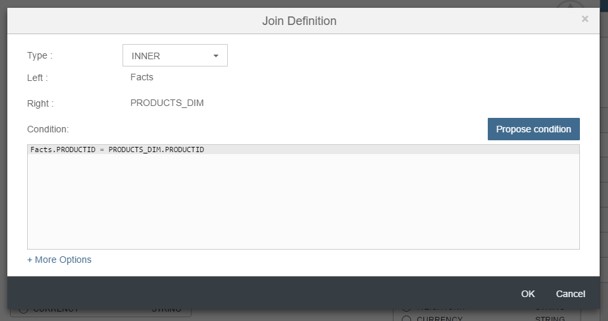 Join Definition ×
Type : INNER
Left : Facts
Right : PRODUCTS_DIM
Condition: Propose condition
Facts.PRODUCTID = PRODUCTS_DIM.PRODUCTID
+ More Options
OK Cancel
CURRENCY STRING
CURRENCY STRING